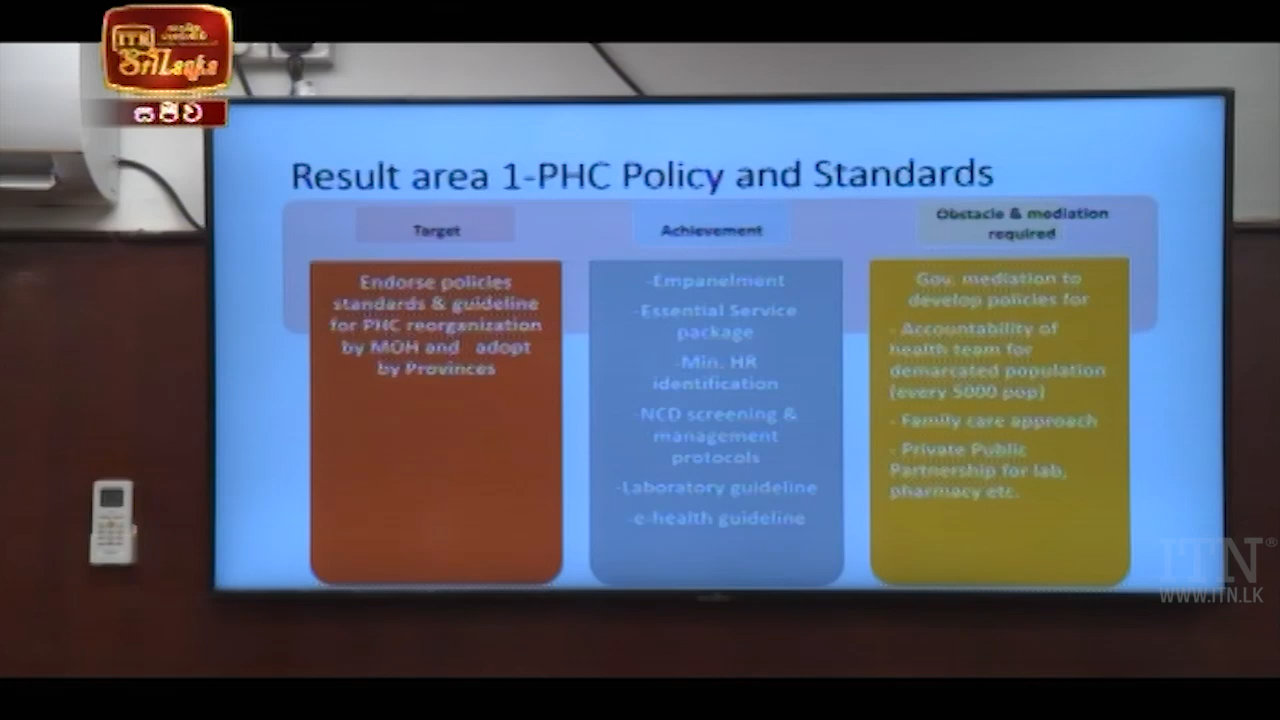 ITN
SriLanka
සජීව
Result area 1-PHC Policy and Standards
Target
Achievement
Obstacle & mediation
required
Endorse policies
standards & guideline
for PHC reorganization
by MOH and adopt
by Provinces
-Empanelment
-Essential Service
package
-Min. HR
identification
-NCD screening &
management
protocols
-Laboratory guideline
-e-health guideline
Gov. mediation to
develop policies for
- Accountability of
health team for
demarcated population
(every 5000 pop)
- Family care approach
- Private Public
Partnership for lab,
pharmacy etc.
ITN®
WWW.ITN.LK